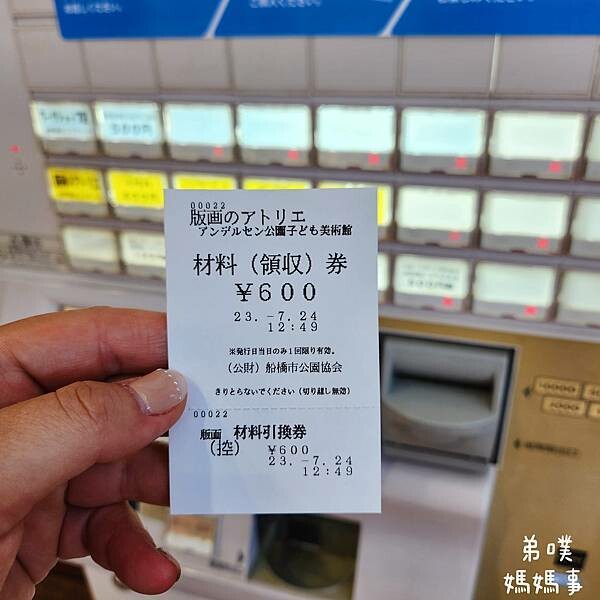 00022
版画のアトリエ
アンデルセン公園子ども美術館
材料（領収）券
￥600
23.-7.24
12:49
※発行日当日のみ1回限り有効。
（公財）船橋市公園協会
きりとらないでください（切り離し無効）
00022
版画 材料引換券
（控） ￥600
23.-7.24
12:49
弟噗
媽媽事